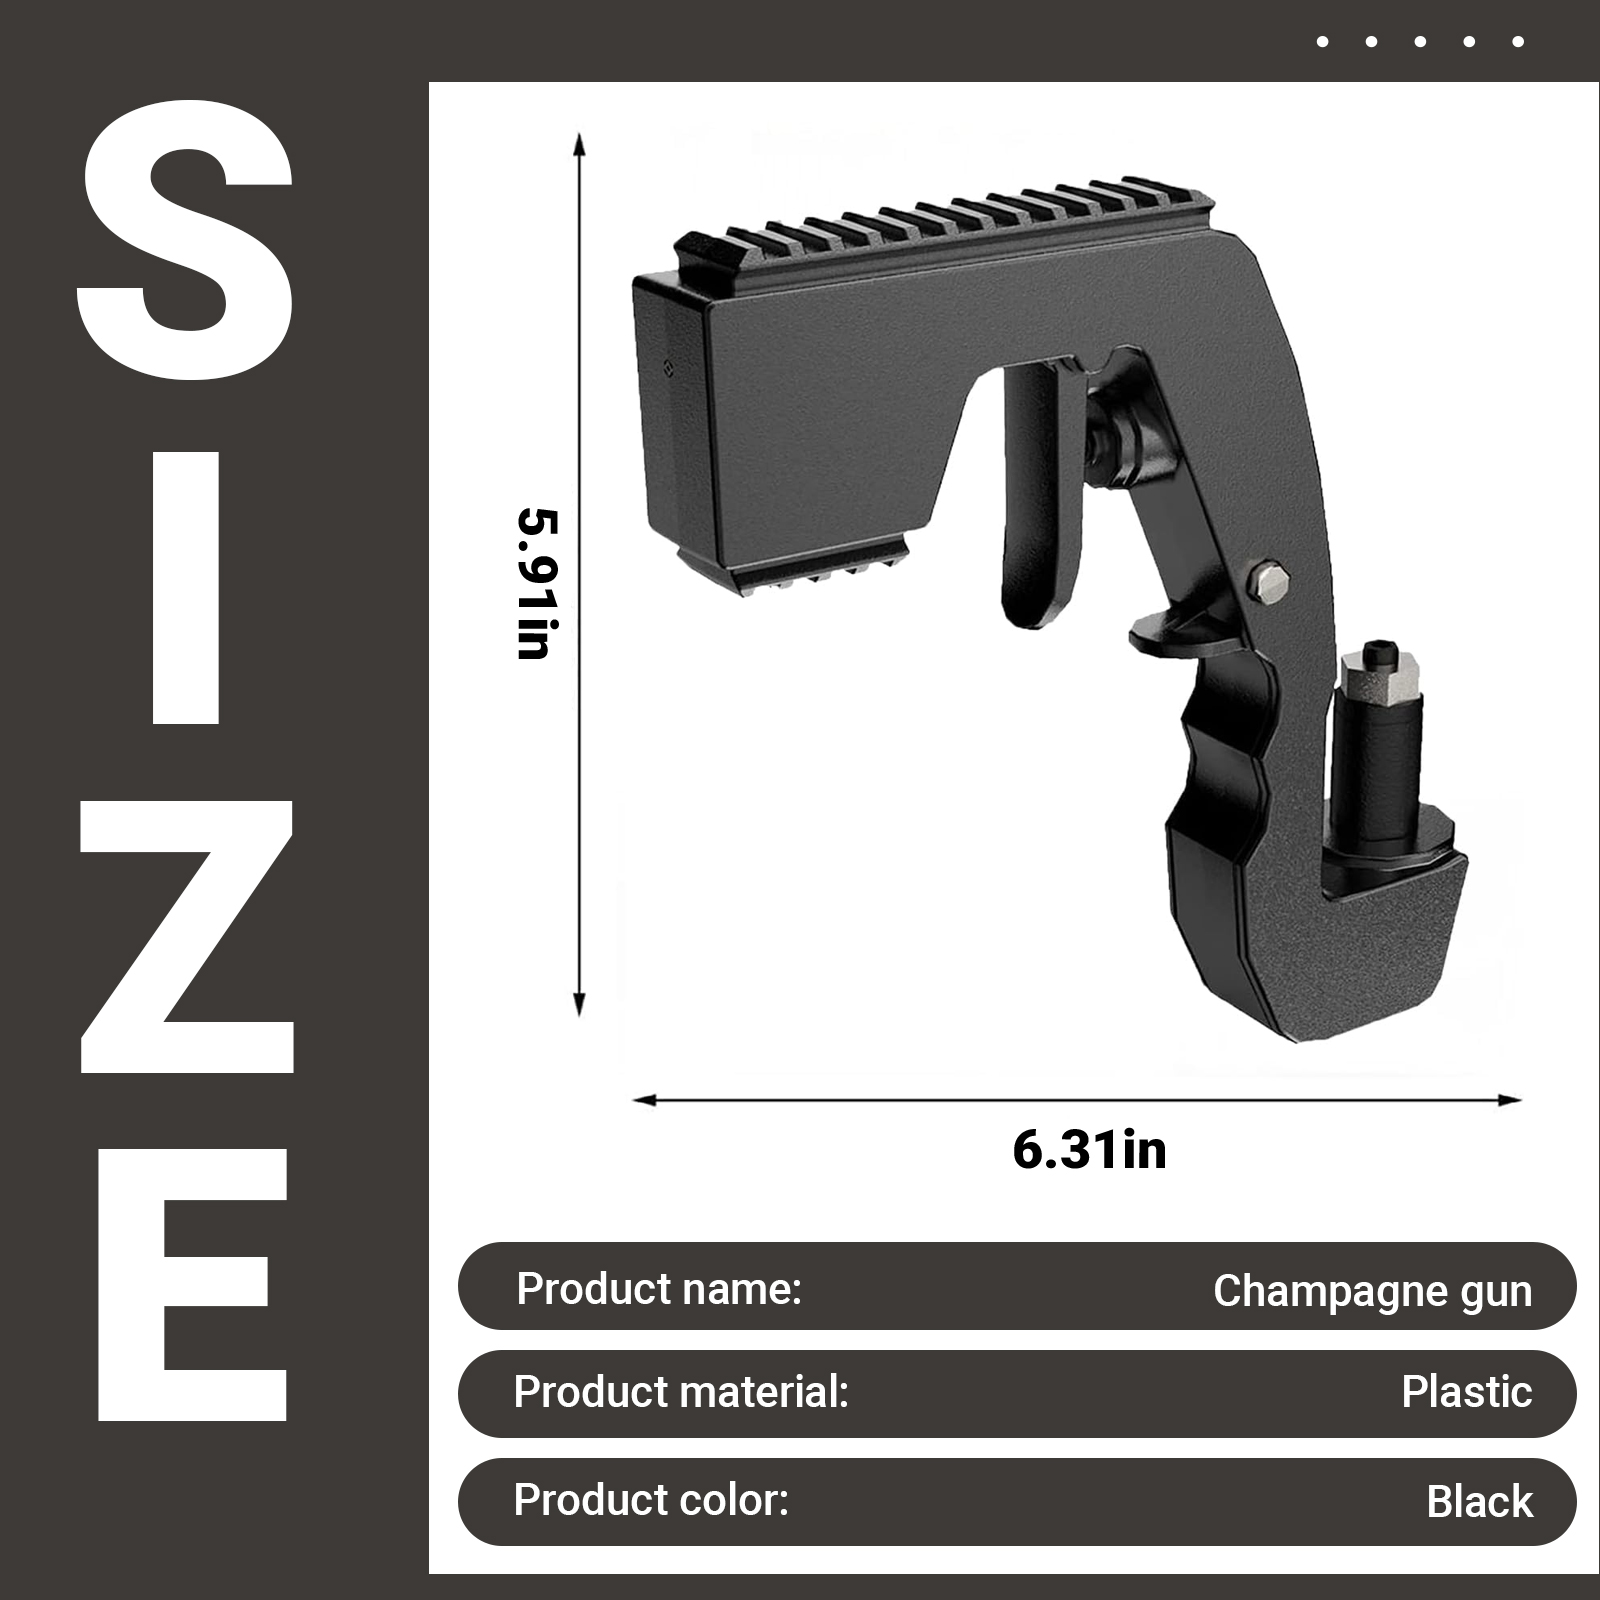 SIZE
5.91in
6.31in
Product name: Champagne gun
Product material: Plastic
Product color: Black